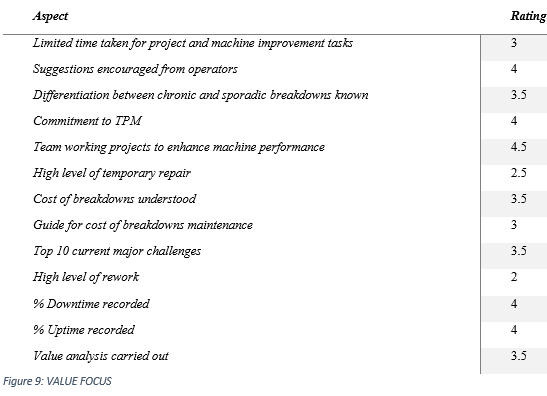 Aspect Rating
Limited time taken for project and machine improvement tasks 3
Suggestions encouraged from operators 4
Differentiation between chronic and sporadic breakdowns known 3.5
Commitment to TPM 4
Team working projects to enhance machine performance 4.5
High level of temporary repair 2.5
Cost of breakdowns understood 3.5
Guide for cost of breakdowns maintenance 3
Top 10 current major challenges 3.5
High level of rework 2
% Downtime recorded 4
% Uptime recorded 4
Value analysis carried out 3.5
Figure 9: VALUE FOCUS